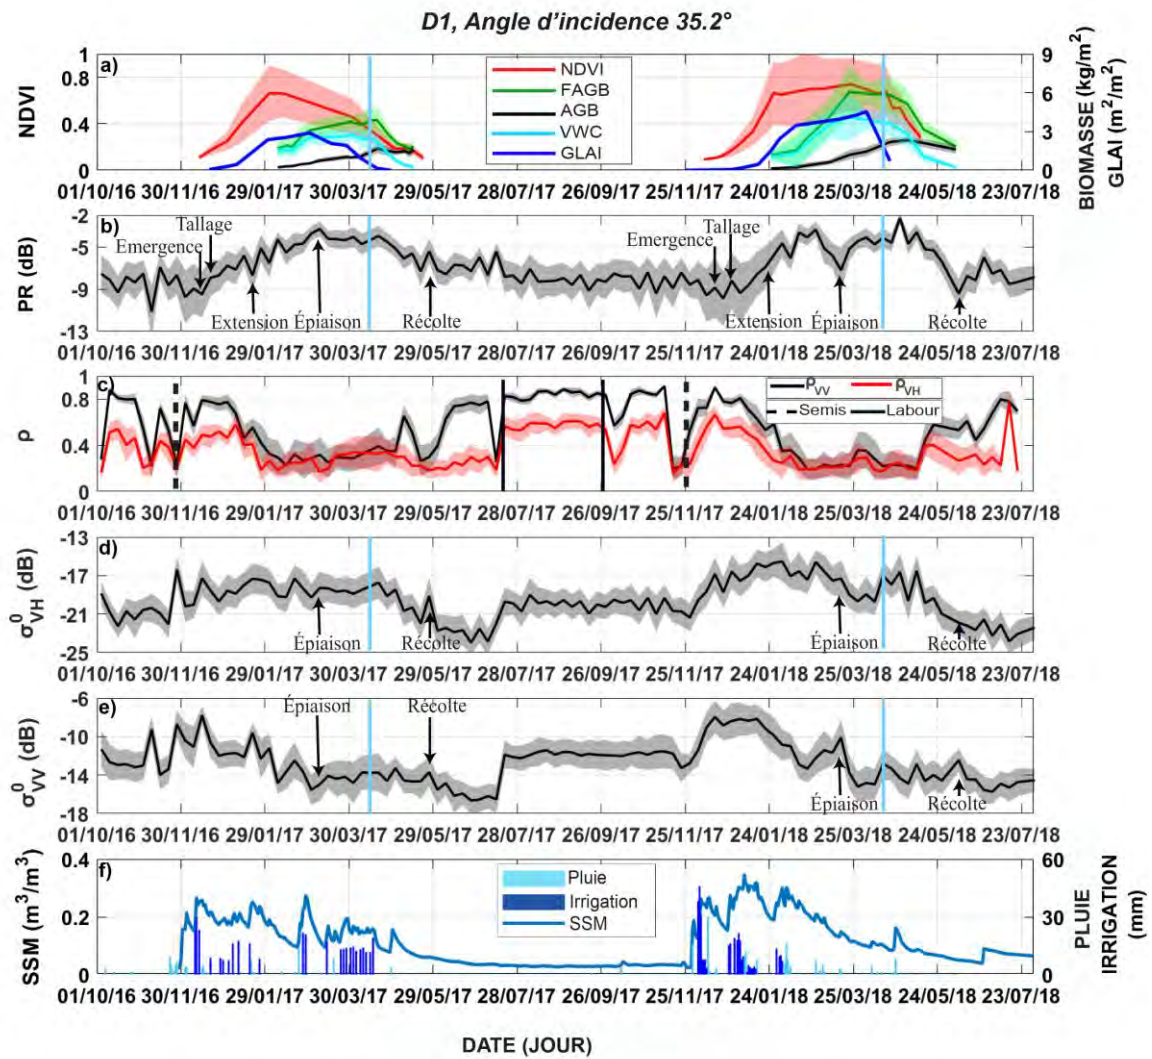 D1, Angle d'incidence 35.2°
a)
NDVI
1
0.8
0.4
0
9
6
3
0
BIOMASSE (kg/m²)
GLAI (m²/m²)
NDVI
FAGB
AGB
VWC
GLAI
01/10/16 30/11/16 29/01/17 30/03/17 29/05/17 28/07/17 26/09/17 25/11/17 24/01/18 25/03/18 24/05/18 23/07/18
b)
PR (dB)
-2
-5
-9
-13
Tallage
Emergence
Extension Épiaison Récolte
Tallage
Emergence
Extension Épiaison Récolte
01/10/16 30/11/16 29/01/17 30/03/17 29/05/17 28/07/17 26/09/17 25/11/17 24/01/18 25/03/18 24/05/18 23/07/18
c)
ρ
1
0.8
0.4
0
ρVV ρVH
Semis Labour
01/10/16 30/11/16 29/01/17 30/03/17 29/05/17 28/07/17 26/09/17 25/11/17 24/01/18 25/03/18 24/05/18 23/07/18
d)
σ⁰VH (dB)
-13
-17
-21
-25
Épiaison Récolte Épiaison Récolte
01/10/16 30/11/16 29/01/17 30/03/17 29/05/17 28/07/17 26/09/17 25/11/17 24/01/18 25/03/18 24/05/18 23/07/18
e)
σ⁰VV (dB)
-6
-10
-14
-18
Épiaison Récolte
Épiaison Récolte
01/10/16 30/11/16 29/01/17 30/03/17 29/05/17 28/07/17 26/09/17 25/11/17 24/01/18 25/03/18 24/05/18 23/07/18
f)
SSM (m³/m³)
0.4
0.2
0
Pluie
Irrigation
SSM
60
30
0
PLUIE
IRRIGATION
(mm)
01/10/16 30/11/16 29/01/17 30/03/17 29/05/17 28/07/17 26/09/17 25/11/17 24/01/18 25/03/18 24/05/18 23/07/18
DATE (JOUR)